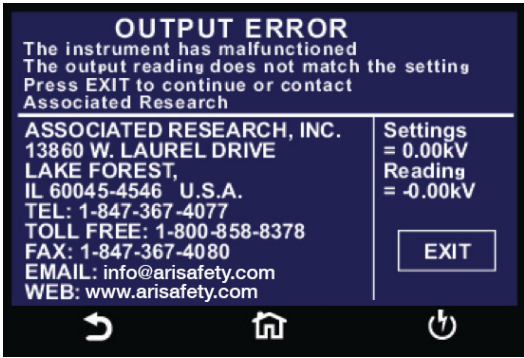 OUTPUT ERROR
The instrument has malfunctioned
The output reading does not match the setting
Press EXIT to continue or contact
Associated Research
ASSOCIATED RESEARCH, INC.
13860 W. LAUREL DRIVE
LAKE FOREST,
IL 60045-4546 U.S.A.
TEL: 1-847-367-4077
TOLL FREE: 1-800-858-8378
FAX: 1-847-367-4080
EMAIL: info@arisafety.com
WEB: www.arisafety.com
Settings
= 0.00kV
Reading
= -0.00kV
EXIT